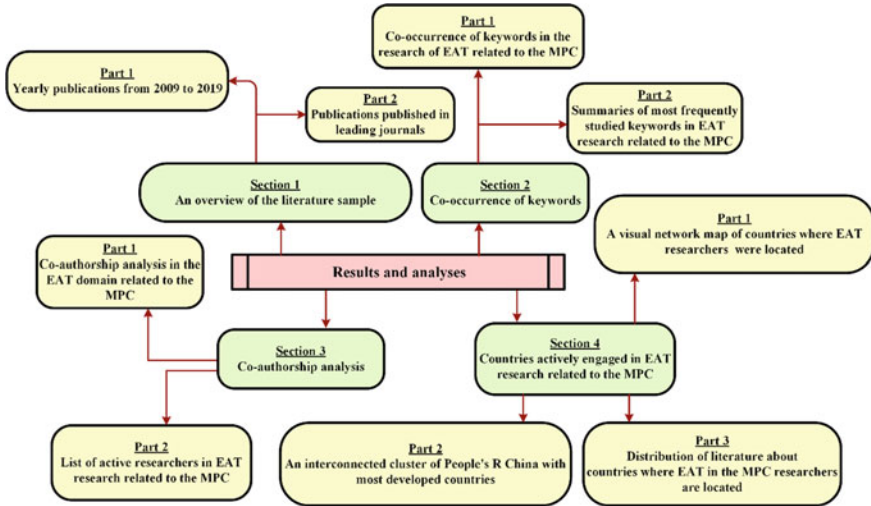 Part 1
Co-occurrence of keywords in the
research of EAT related to the MPC
Part 1
Yearly publications from 2009 to 2019
Part 2
Publications published in
leading journals
Part 2
Summaries of most frequently
studied keywords in EAT
research related to the MPC
Section 1
An overview of the literature sample
Section 2
Co-occurrence of keywords
Part 1
A visual network map of countries where EAT
researchers were located
Part 1
Co-authorship analysis in the
EAT domain related to the
MPC
Results and analyses
Section 3
Co-authorship analysis
Section 4
Countries actively engaged in EAT
research related to the MPC
Part 2
List of active researchers in EAT
research related to the MPC
Part 2
An interconnected cluster of People's R China with
most developed countries
Part 3
Distribution of literature about
countries where EAT in the MPC researchers
are located